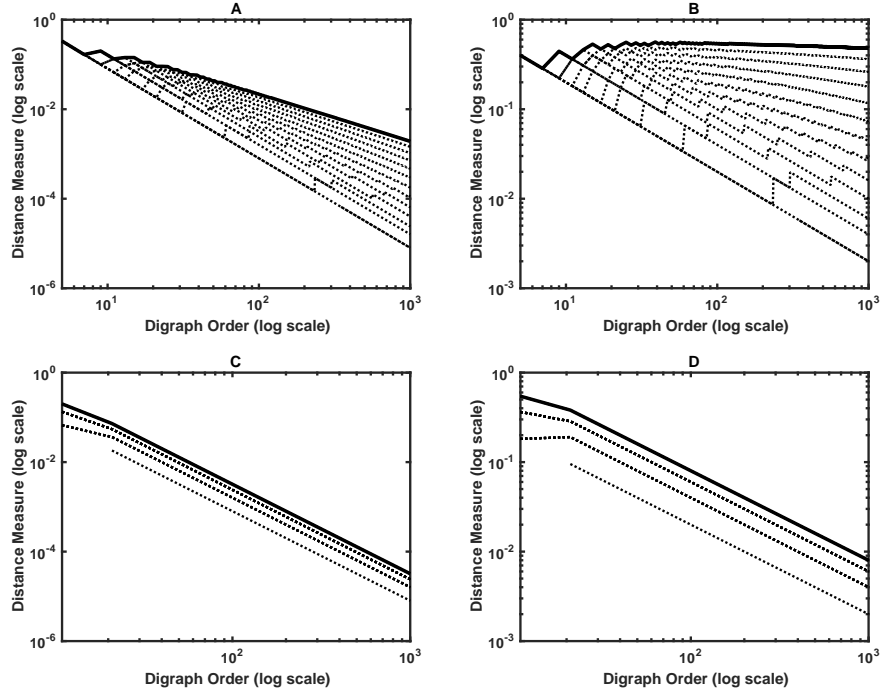 A
10^0
10^-2
10^-4
10^-6
Distance Measure (log scale)
10^1
10^2
10^3
Digraph Order (log scale)
B
10^0
10^-1
10^-2
10^-3
Distance Measure (log scale)
10^1
10^2
10^3
Digraph Order (log scale)
C
10^0
10^-2
10^-4
10^-6
Distance Measure (log scale)
10^2
10^3
Digraph Order (log scale)
D
10^0
10^-1
10^-2
10^-3
Distance Measure (log scale)
10^2
10^3
Digraph Order (log scale)